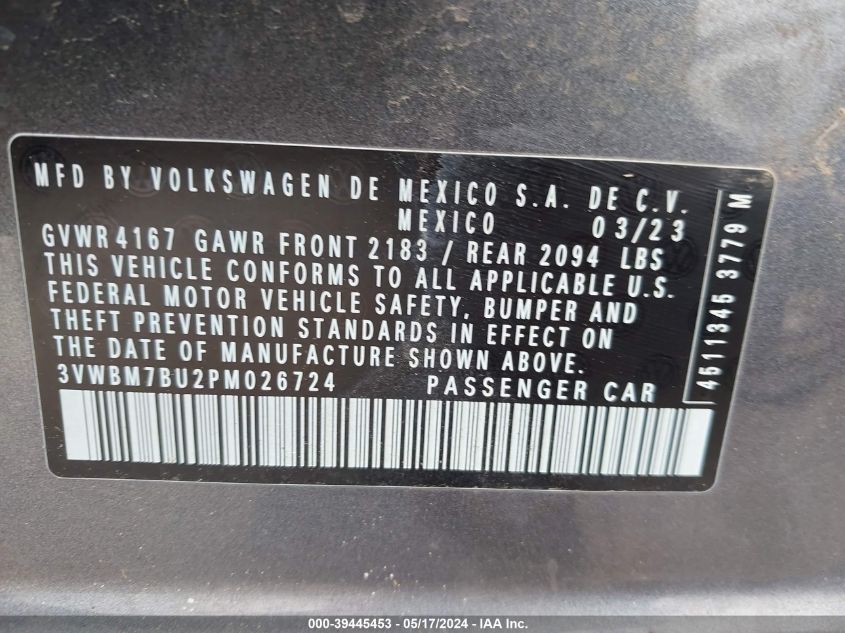 MFD BY VOLKSWAGEN DE MEXICO S.A. DE C.V.
MEXICO 03/23
GVWR 4167 GAWR FRONT 2183 / REAR 2094 LBS
THIS VEHICLE CONFORMS TO ALL APPLICABLE U.S.
FEDERAL MOTOR VEHICLE SAFETY, BUMPER AND
THEFT PREVENTION STANDARDS IN EFFECT ON
THE DATE OF MANUFACTURE SHOWN ABOVE.
3VWBM7BU2PM026724 PASSENGER CAR
4511345 3779 M
000-39445453 - 05/17/2024 - IAA Inc.